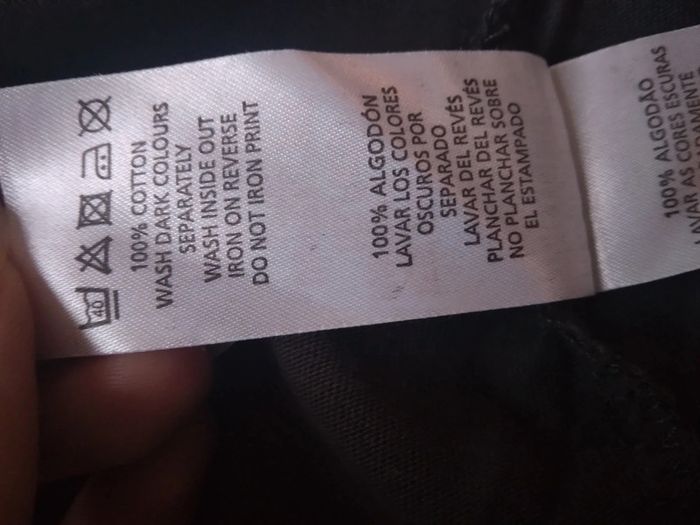 40
100% COTTON
WASH DARK COLOURS
SEPARATELY
WASH INSIDE OUT
IRON ON REVERSE
DO NOT IRON PRINT
100% ALGODÓN
LAVAR LOS COLORES
OSCUROS POR
SEPARADO
LAVAR DEL REVÉS
PLANCHAR DEL REVÉS
NO PLANCHAR SOBRE
EL ESTAMPADO
100% ALGODÃO
AS CORES ESCURAS